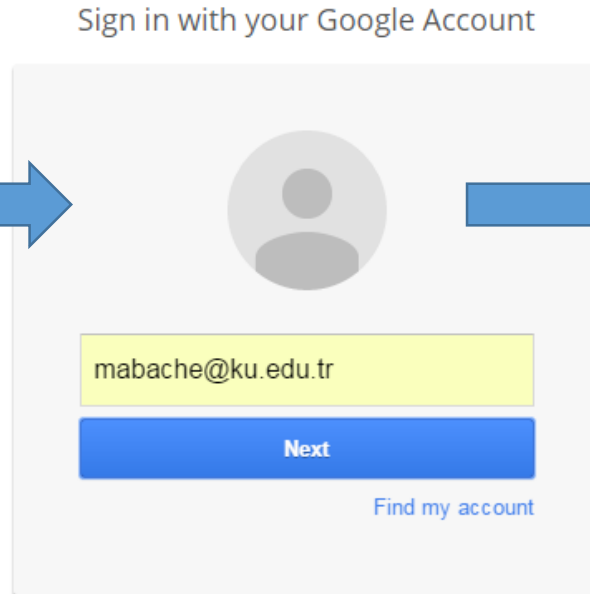 Sign in with your Google Account
mabache@ku.edu.tr
Next
Find my account